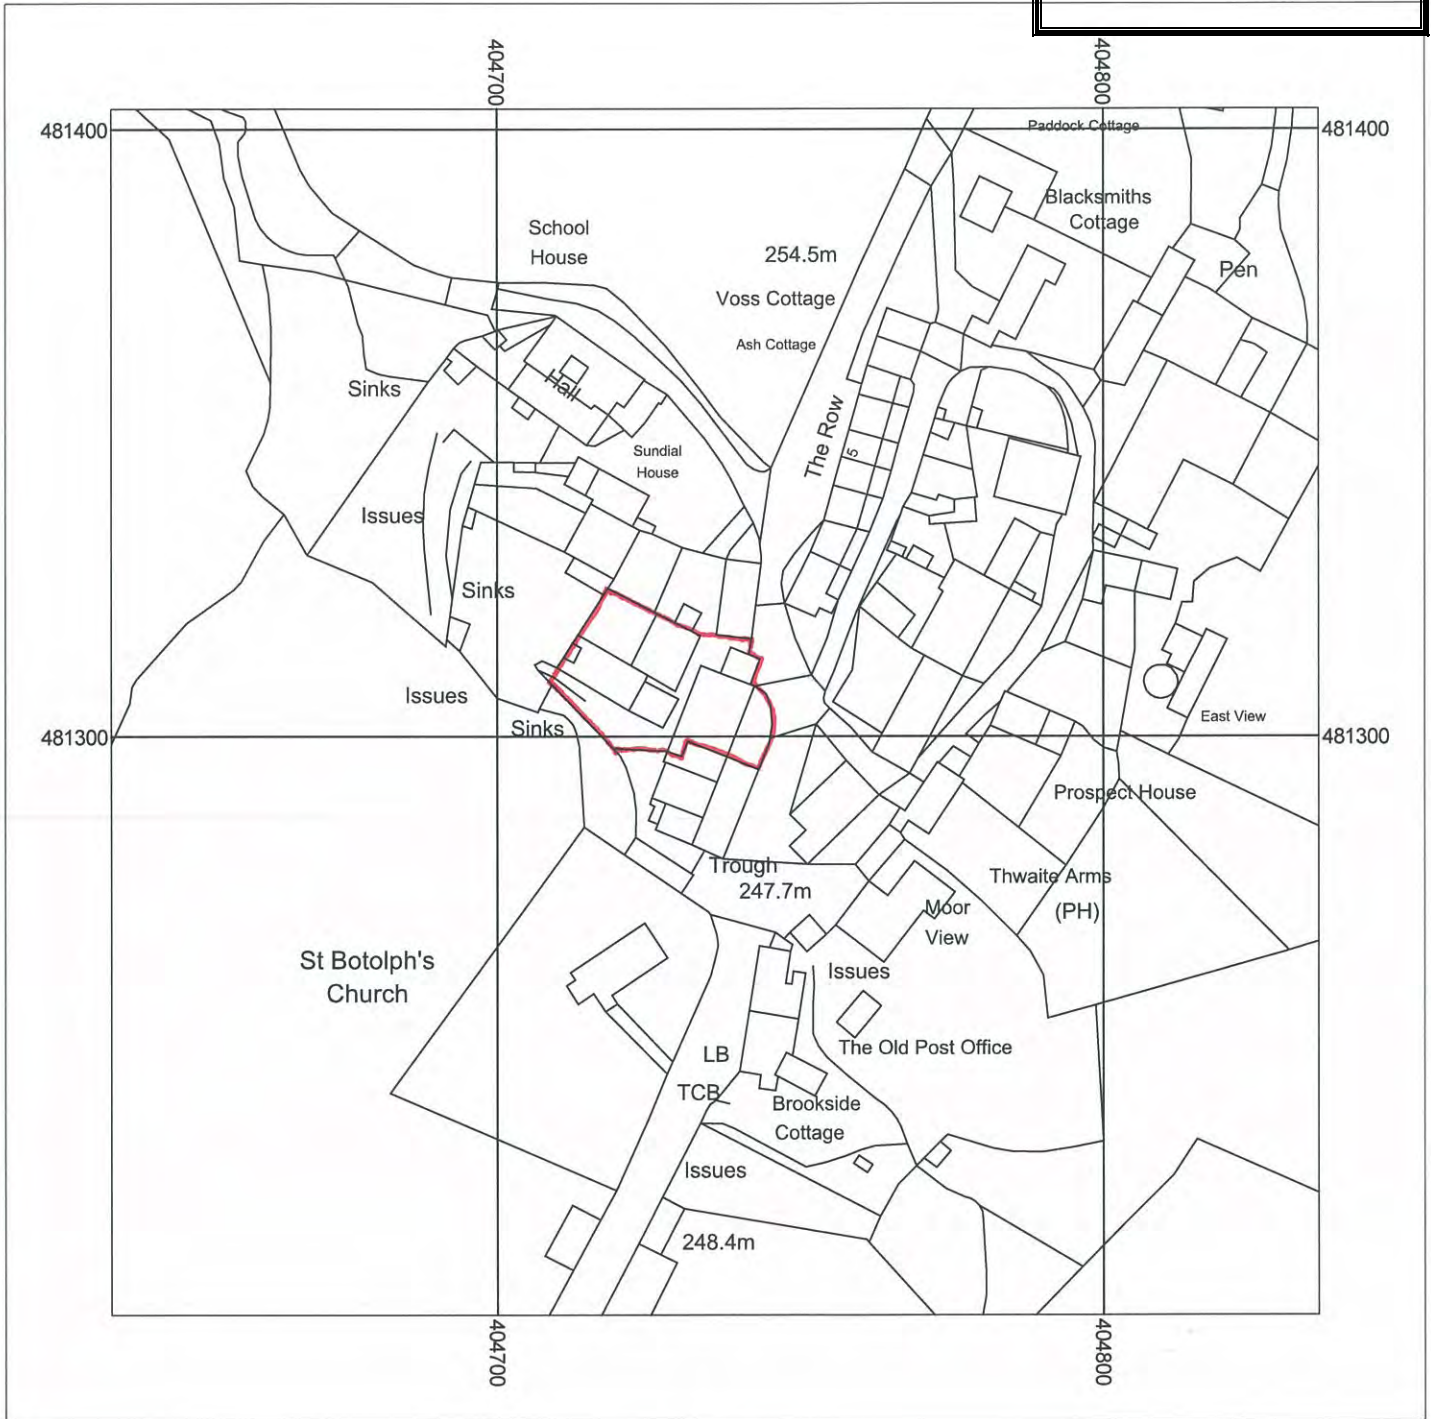 404700
404800
481400
481400
Paddock Cottage
Blacksmiths
Cottage
School
House
254.5m
Pen
Voss Cottage
Ash Cottage
Hall
Sinks
The Row
5
Sundial
House
Issues
Sinks
Issues
East View
Sinks
481300
481300
Prospect House
Trough
247.7m
Thwaite Arms
(PH)
Moor
View
St Botolph's
Church
Issues
The Old Post Office
LB
TCB
Brookside
Cottage
Issues
248.4m
404700
404800